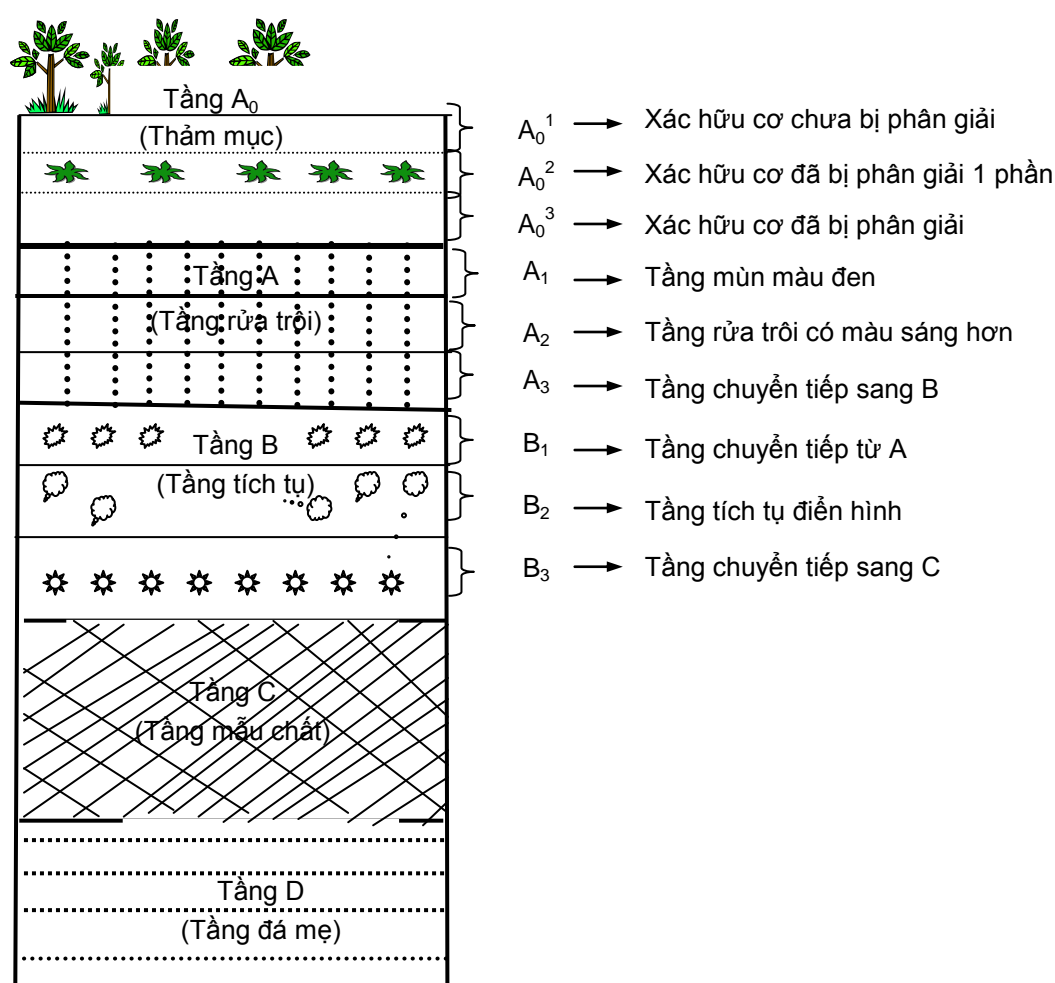 Tầng A₀
(Thảm mục)
A₀¹ → Xác hữu cơ chưa bị phân giải
A₀² → Xác hữu cơ đã bị phân giải 1 phần
A₀³ → Xác hữu cơ đã bị phân giải
Tầng A
(Tầng rửa trôi)
A₁ → Tầng mùn màu đen
A₂ → Tầng rửa trôi có màu sáng hơn
A₃ → Tầng chuyển tiếp sang B
Tầng B
(Tầng tích tụ)
B₁ → Tầng chuyển tiếp từ A
B₂ → Tầng tích tụ điển hình
B₃ → Tầng chuyển tiếp sang C
Tầng C
(Tầng mẫu chất)
Tầng D
(Tầng đá mẹ)